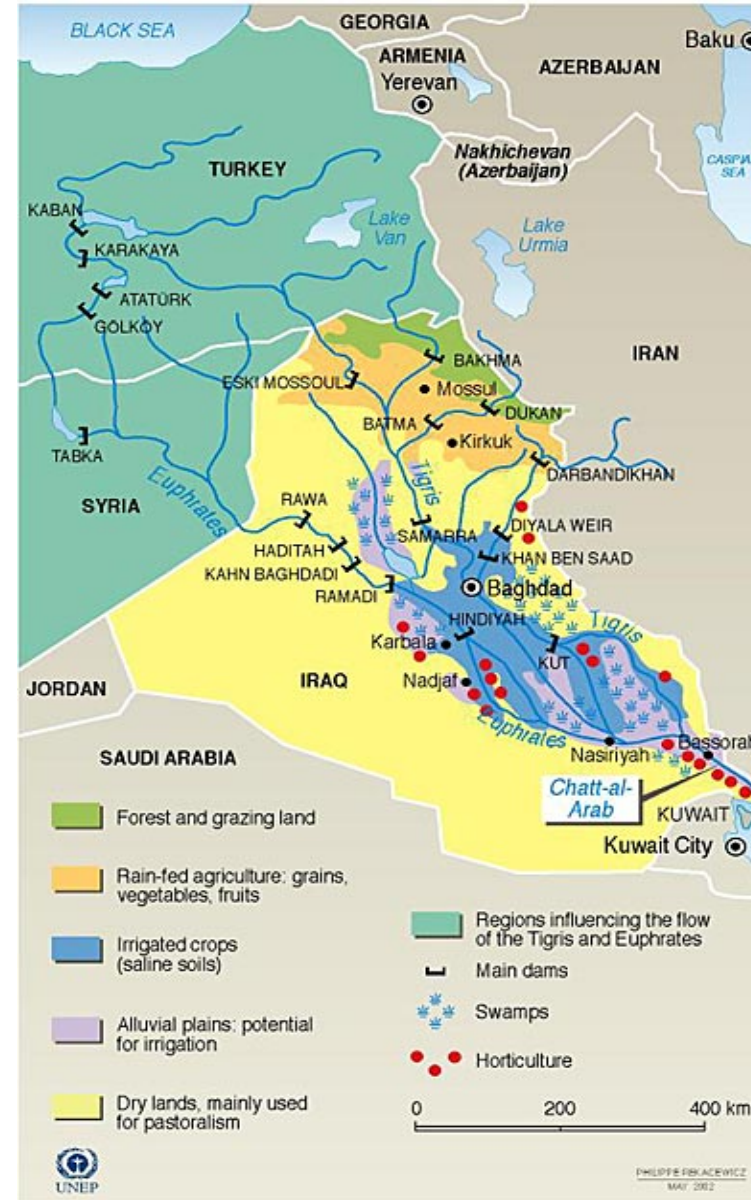 BLACK SEA
GEORGIA
ARMENIA
Yerevan
AZERBAIJAN
Baku
Nakhichevan
(Azerbaijan)
CASPIA
SEA
TURKEY
KABAN
KARAKAYA
ATATÜRK
GOLKOY
Lake
Van
Lake
Urmia
IRAN
BAKHMA
ESKI MOSSOUL
Mossul
DUKAN
BATMA
Kirkuk
TABKA
DARBANDIKHAN
Euphrates
Tigris
SYRIA
RAWA
SAMARRA
DIYALA WEIR
HADITAH
KHAN BEN SAAD
KAHN BAGHDADI
RAMADI
Baghdad
HINDIYAH
Tigris
Karbala
KUT
Nadjaf
IRAQ
JORDAN
Euphrates
Nasiriyah
Bassorah
SAUDI ARABIA
Chatt-al-
Arab
KUWAIT
Kuwait City
Forest and grazing land
Rain-fed agriculture: grains,
vegetables, fruits
Irrigated crops
(saline soils)
Alluvial plains: potential
for irrigation
Dry lands, mainly used
for pastoralism
Regions influencing the flow
of the Tigris and Euphrates
Main dams
Swamps
Horticulture
0 200 400 km
UNEP
PHILIPPE REKACEWICZ
MAY 2002